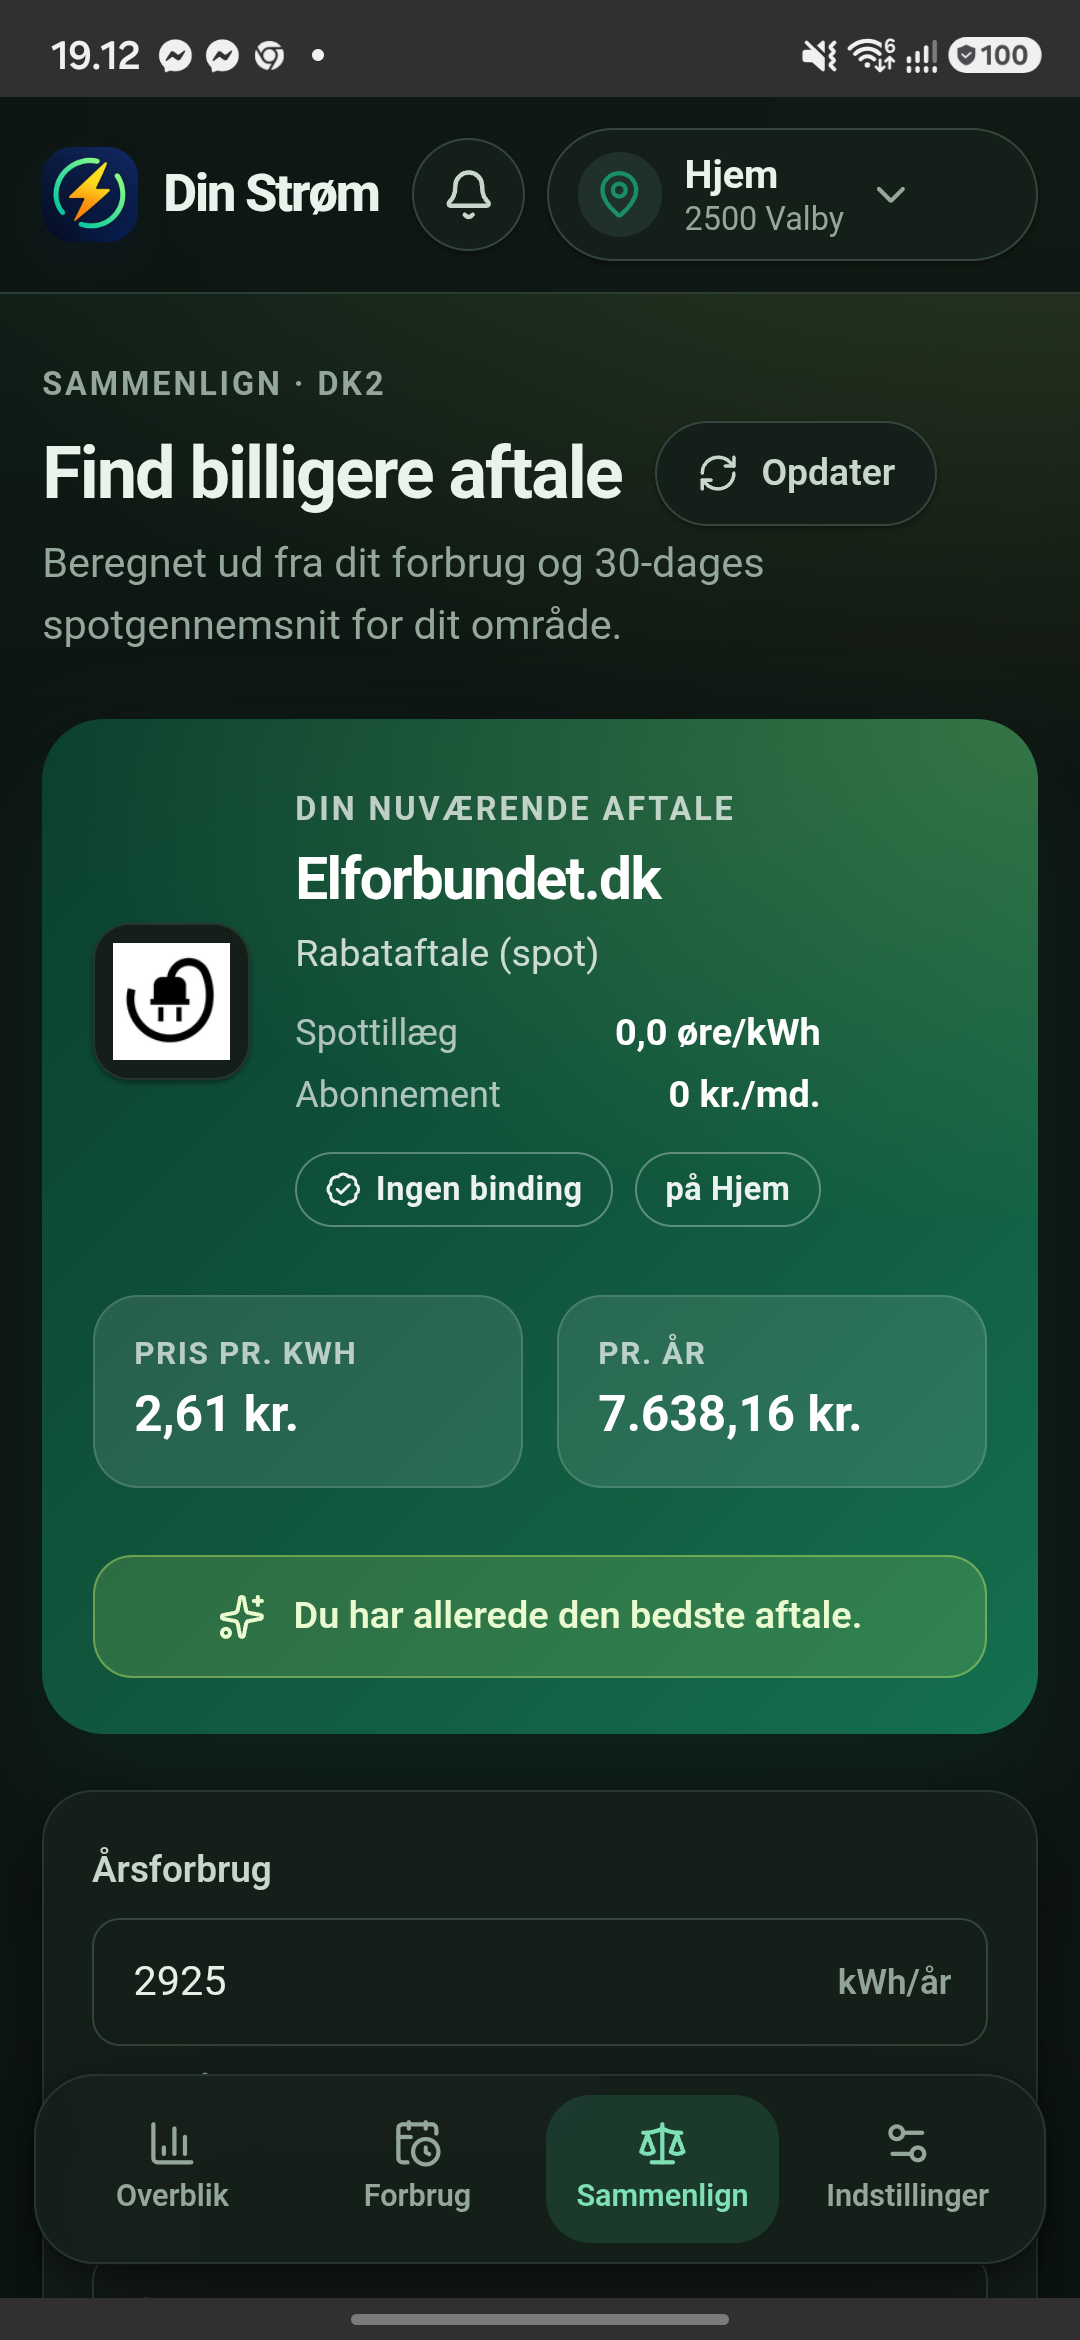 19.12
6
100
Din Strøm
Hjem
2500 Valby
SAMMENLIGN · DK2
Find billigere aftale
Opdater
Beregnet ud fra dit forbrug og 30-dages
spotgennemsnit for dit område.
DIN NUVÆRENDE AFTALE
Elforbundet.dk
Rabataftale (spot)
Spottillæg 0,0 øre/kWh
Abonnement 0 kr./md.
Ingen binding
på Hjem
PRIS PR. KWH
2,61 kr.
PR. ÅR
7.638,16 kr.
Du har allerede den bedste aftale.
Årsforbrug
2925 kWh/år
Overblik
Forbrug
Sammenlign
Indstillinger